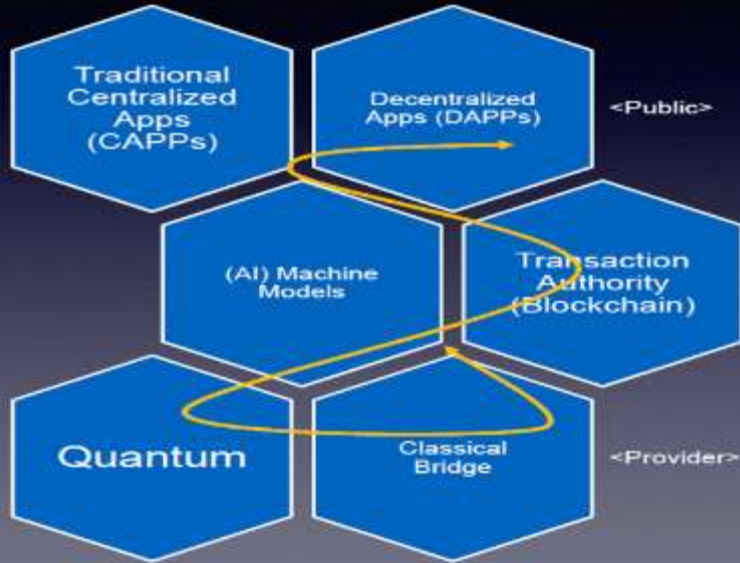 Traditional
Centralized
Apps
(CAPPs)
Decentralized
Apps (DAPPs)
<Public>
(AI) Machine
Models
Transaction
Authority
(Blockchain)
Quantum
Classical
Bridge
<Provider>